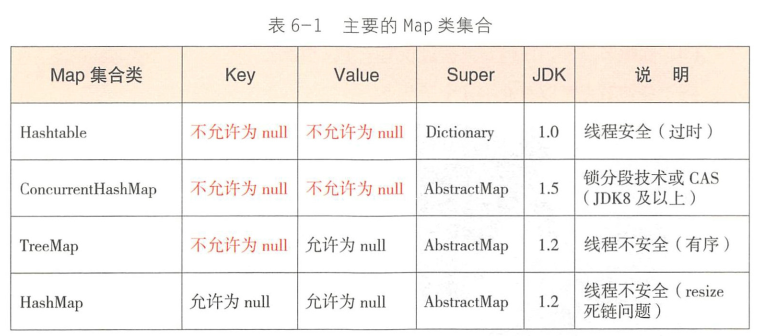 表 6-1 主要的 Map 类集合
Map 集合类 Key Value Super JDK 说 明
Hashtable 不允许为 null 不允许为 null Dictionary 1.0 线程安全（过时）
ConcurrentHashMap 不允许为 null 不允许为 null AbstractMap 1.5 锁分段技术或 CAS
（JDK8 及以上）
TreeMap 不允许为 null 允许为 null AbstractMap 1.2 线程不安全（有序）
HashMap 允许为 null 允许为 null AbstractMap 1.2 线程不安全（resize
死链问题）